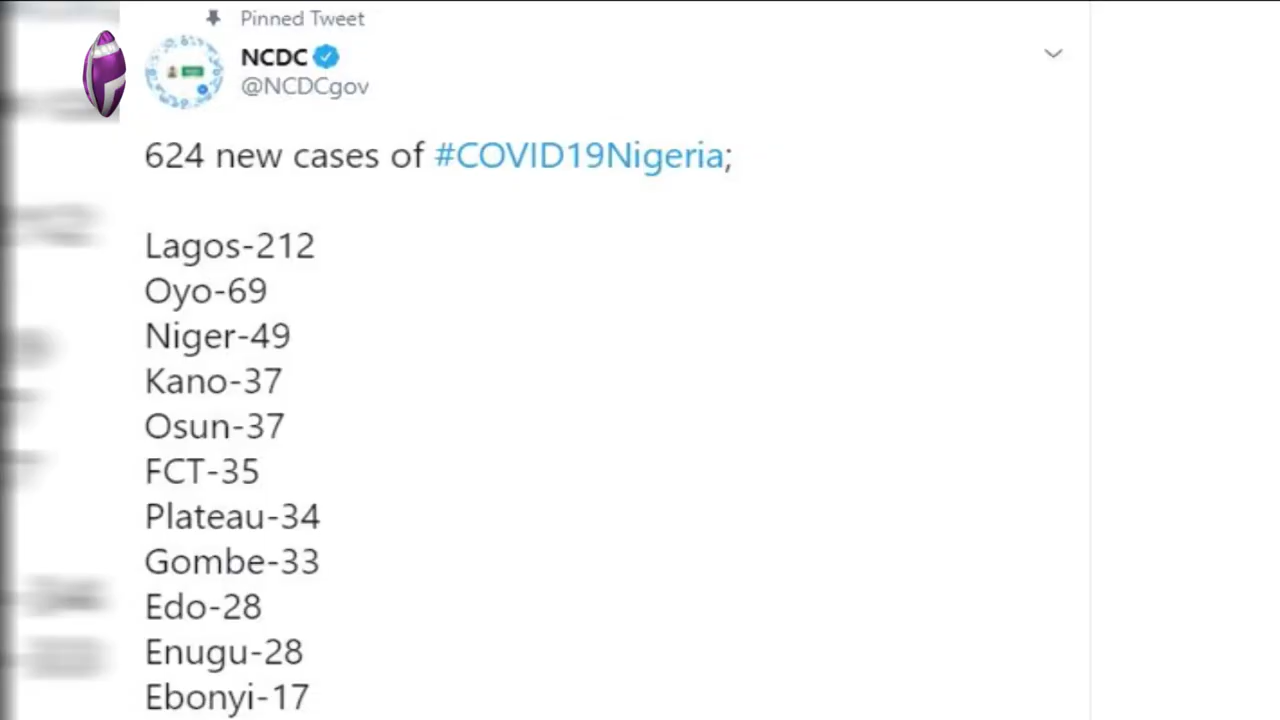 Pinned Tweet
NCDC
@NCDCgov
624 new cases of #COVID19Nigeria;
Lagos-212
Oyo-69
Niger-49
Kano-37
Osun-37
FCT-35
Plateau-34
Gombe-33
Edo-28
Enugu-28
Ebonyi-17